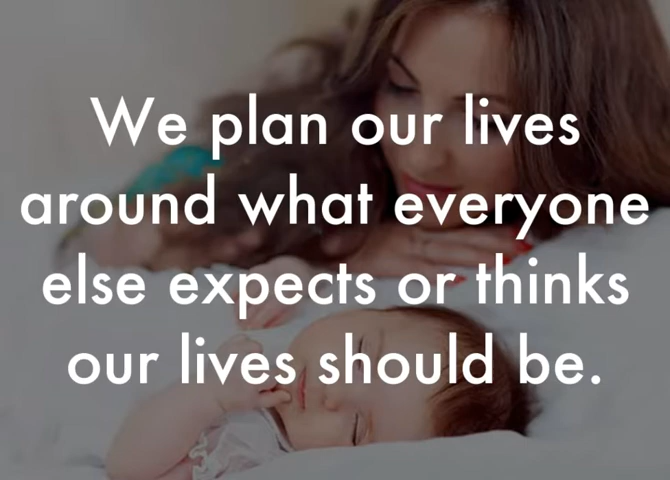 We plan our lives
around what everyone
else expects or thinks
our lives should be.